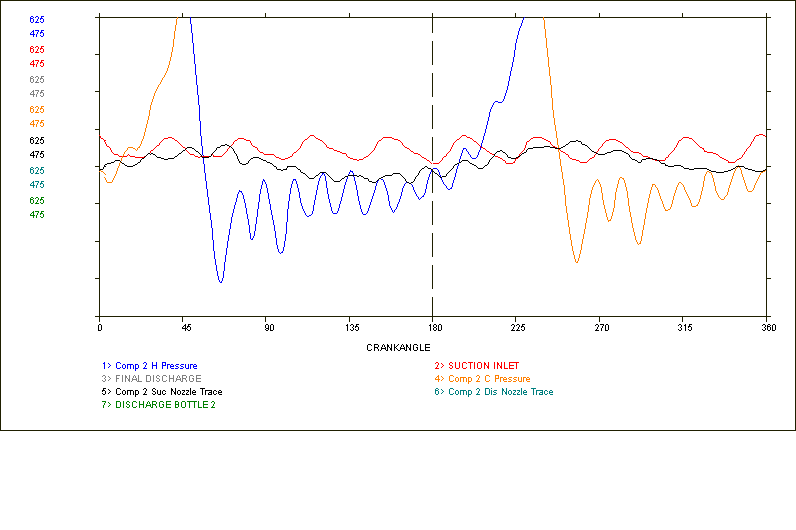 625
475
625
475
625
475
625
475
625
475
625
475
625
475
0 45 90 135 180 225 270 315 360
CRANKANGLE
1> Comp 2 H Pressure 2> SUCTION INLET
3> FINAL DISCHARGE 4> Comp 2 C Pressure
5> Comp 2 Suc Nozzle Trace 6> Comp 2 Dis Nozzle Trace
7> DISCHARGE BOTTLE 2